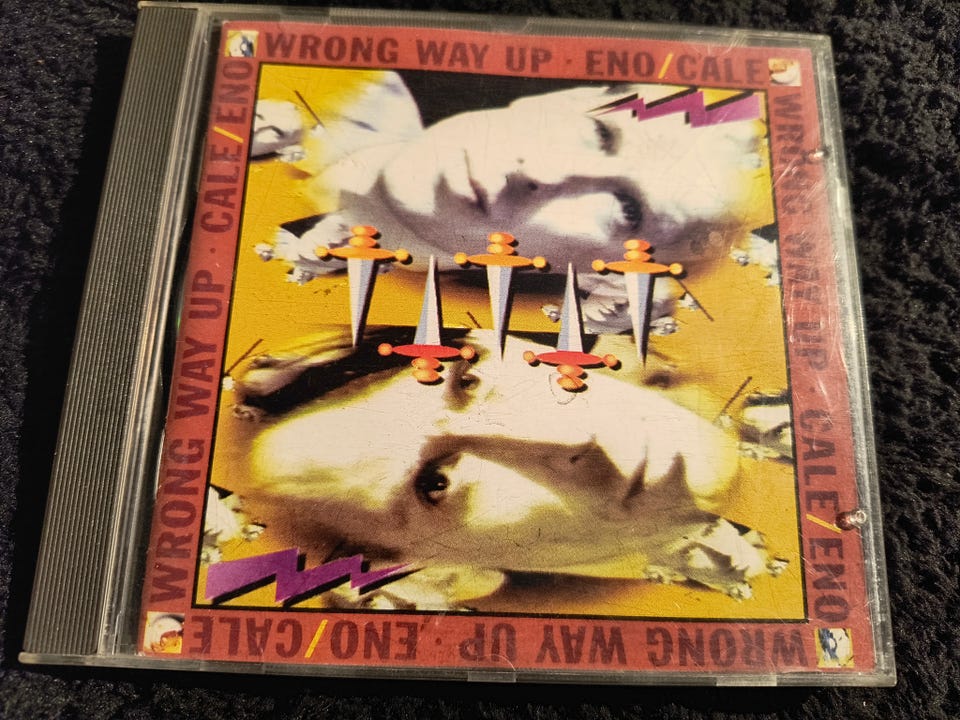 WRONG WAY UP · ENO/CALE
WRONG WAY UP · CALE/ENO
WRONG WAY UP · CALE/ENO
WRONG WAY UP · ENO/CALE